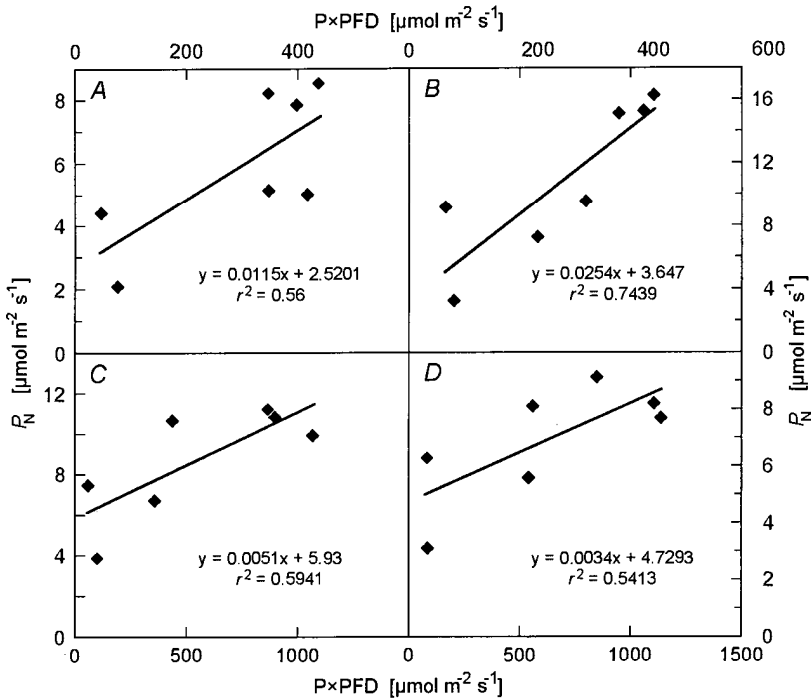 P×PFD [μmol m⁻² s⁻¹]
0 200 400 0 200 400 600
A
B
8
6
4
2
0
16
12
8
4
0
y = 0.0115x + 2.5201
r² = 0.56
y = 0.0254x + 3.647
r² = 0.7439
P_N [μmol m⁻² s⁻¹]
P_N [μmol m⁻² s⁻¹]
C
D
12
8
4
0
8
6
4
2
0
y = 0.0051x + 5.93
r² = 0.5941
y = 0.0034x + 4.7293
r² = 0.5413
0 500 1000 0 500 1000 1500
P×PFD [μmol m⁻² s⁻¹]